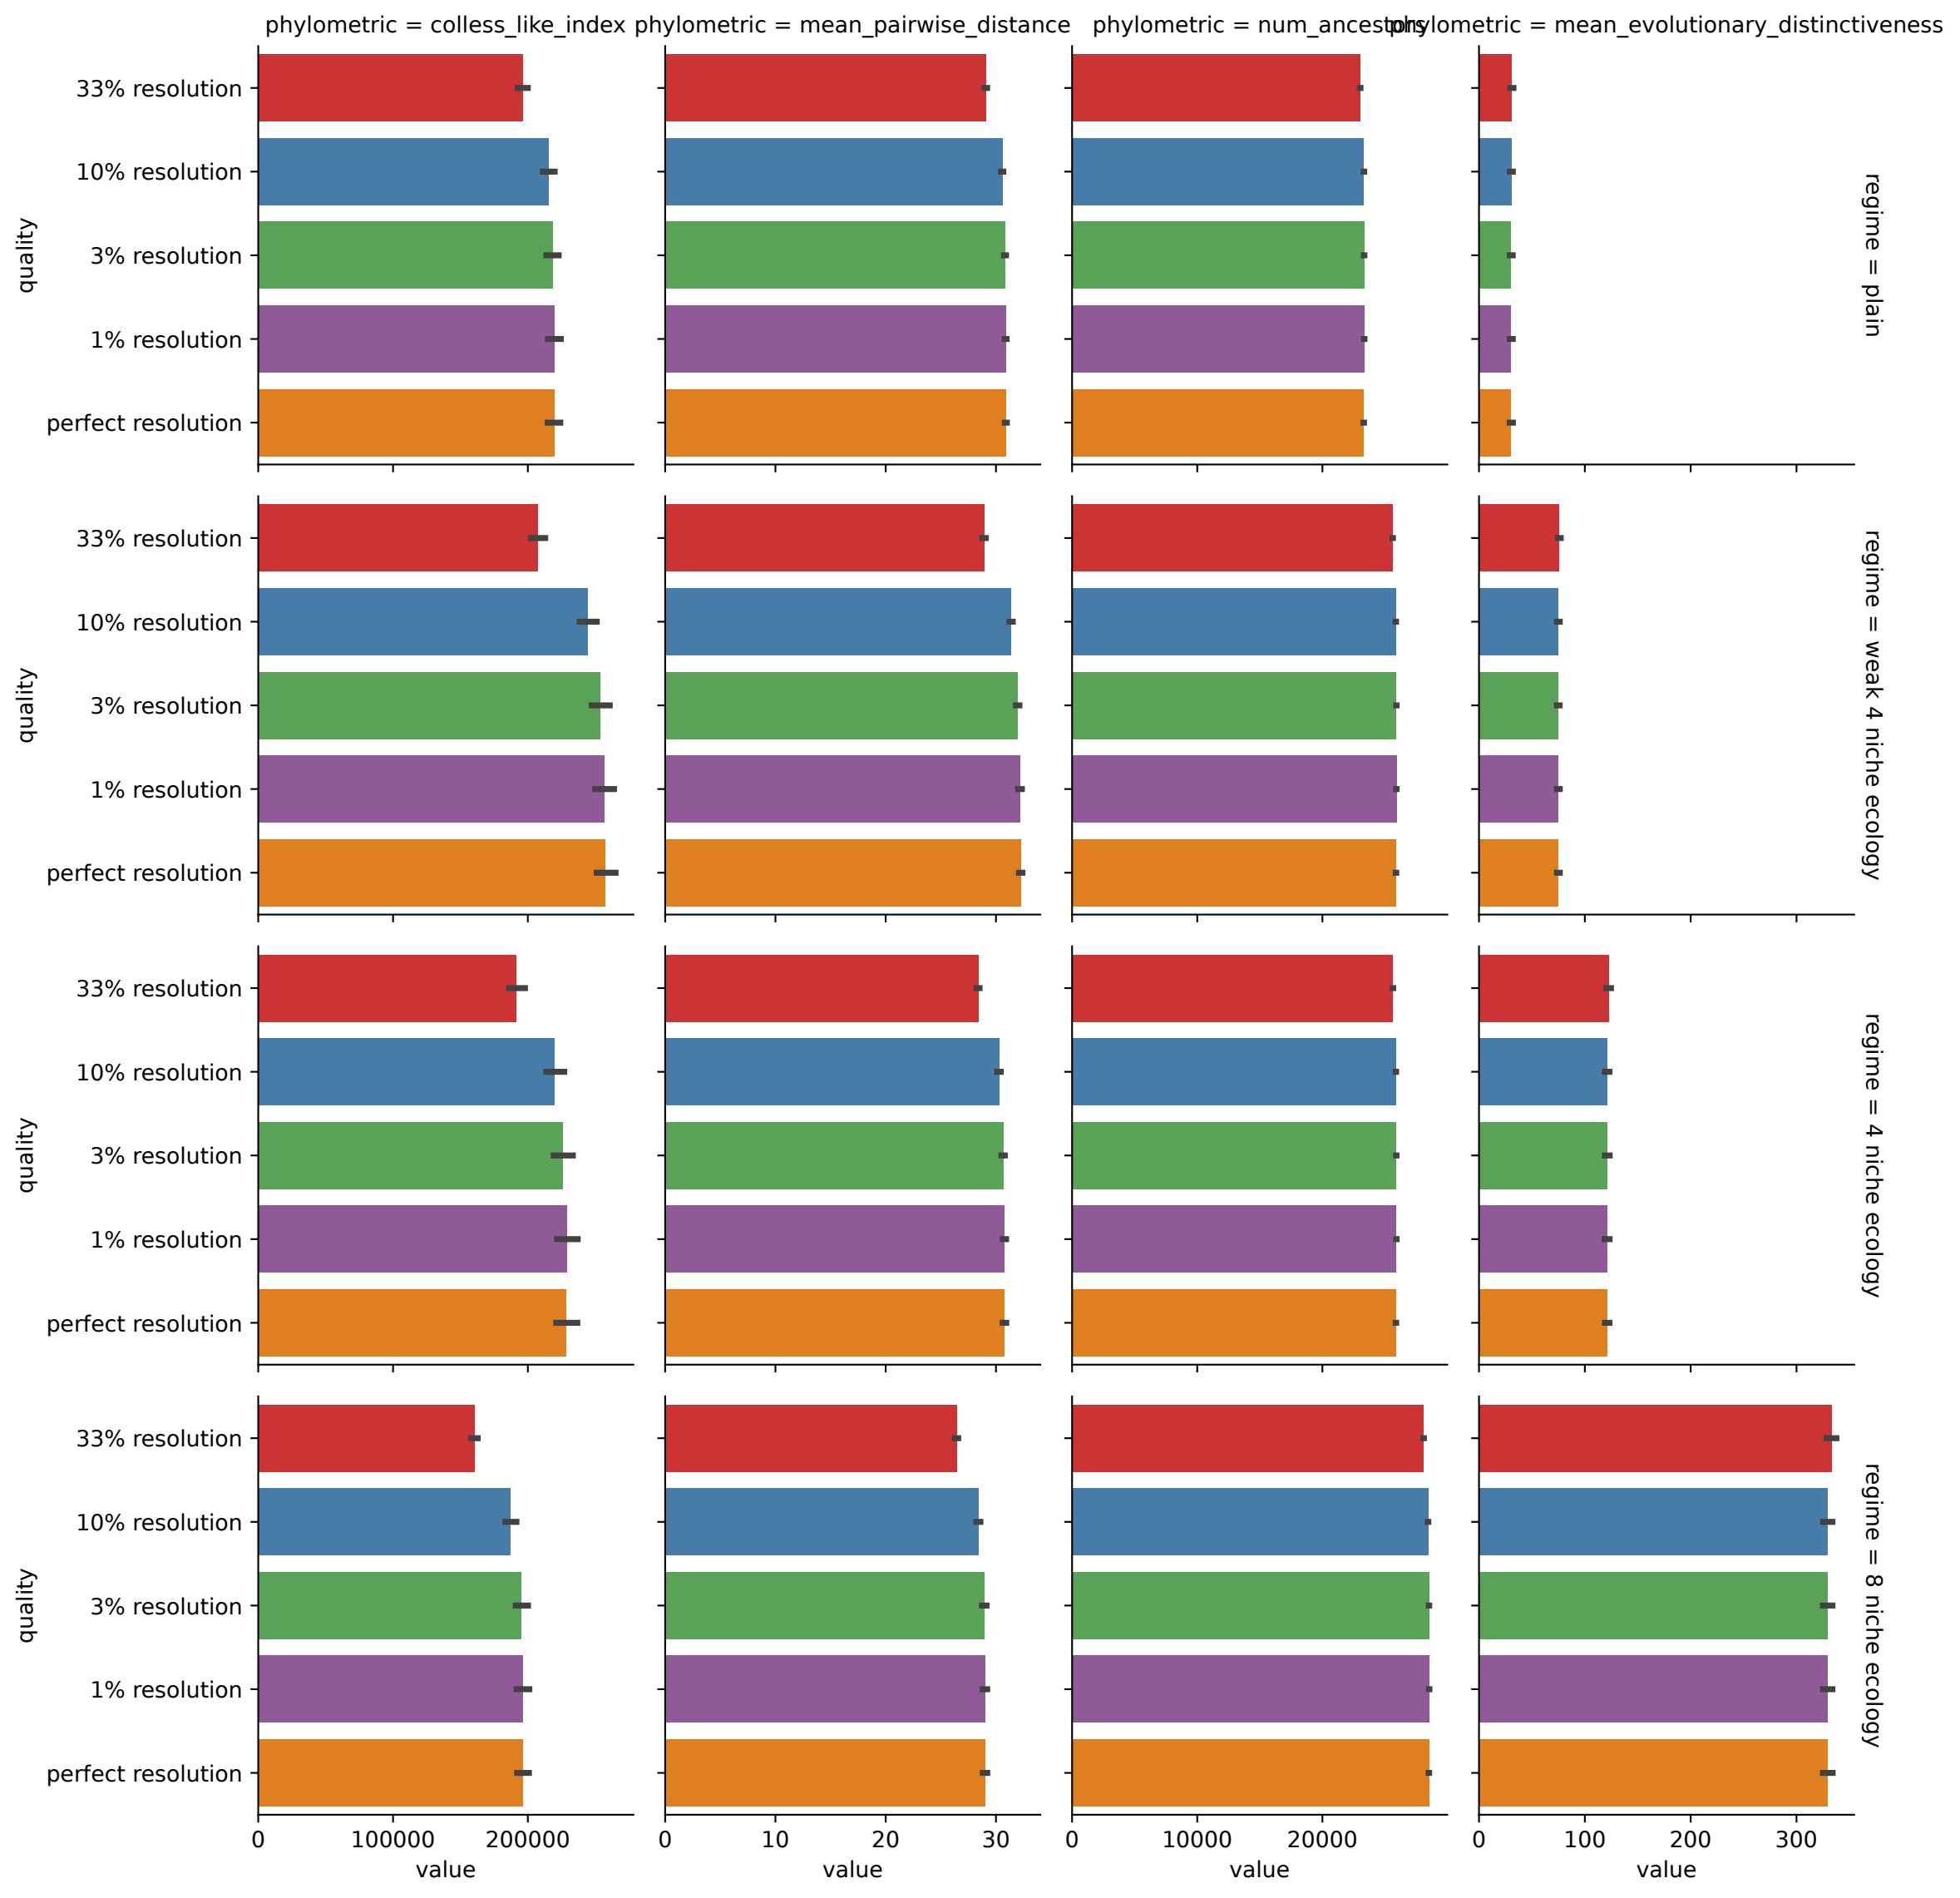 phylometric = colless_like_index
phylometric = mean_pairwise_distance
phylometric = num_ancestors
phylometric = mean_evolutionary_distinctiveness
quality
33% resolution
10% resolution
3% resolution
1% resolution
perfect resolution
regime = plain
quality
33% resolution
10% resolution
3% resolution
1% resolution
perfect resolution
regime = weak 4 niche ecology
quality
33% resolution
10% resolution
3% resolution
1% resolution
perfect resolution
regime = 4 niche ecology
quality
33% resolution
10% resolution
3% resolution
1% resolution
perfect resolution
regime = 8 niche ecology
0 100000 200000
value
0 10 20 30
value
0 10000 20000
value
0 100 200 300
value